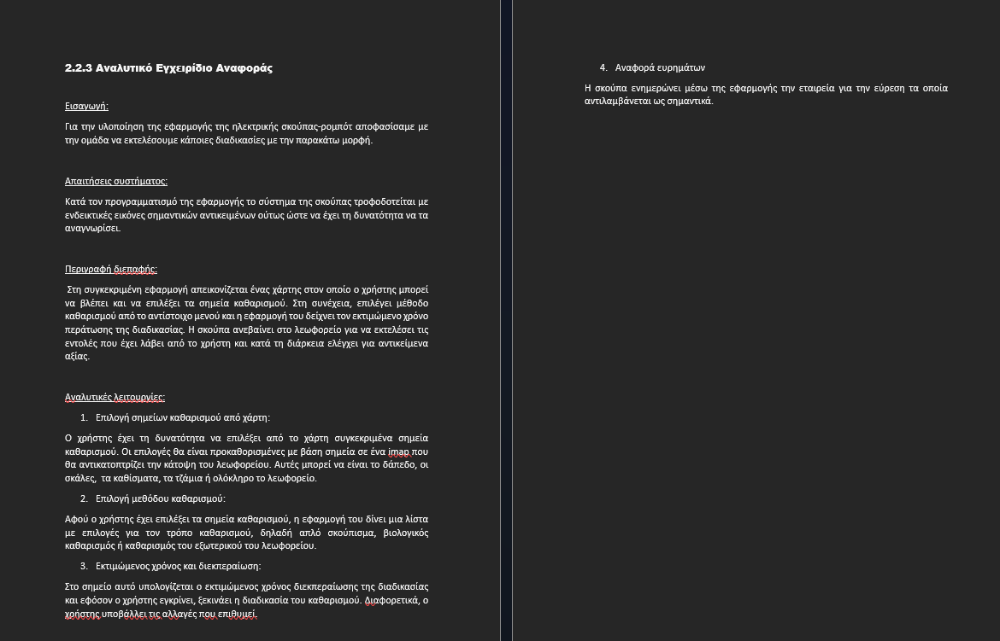 2.2.3 Αναλυτικό Εγχειρίδιο Αναφοράς
Εισαγωγή:
Για την υλοποίηση της εφαρμογής της ηλεκτρικής σκούπας-ρομπότ αποφασίσαμε με
την ομάδα να εκτελέσουμε κάποιες διαδικασίες με την παρακάτω μορφή.
Απαιτήσεις συστήματος:
Κατά τον προγραμματισμό της εφαρμογής το σύστημα της σκούπας τροφοδοτείται με
ενδεικτικές εικόνες σημαντικών αντικειμένων ούτως ώστε να έχει τη δυνατότητα να τα
αναγνωρίσει.
Περιγραφή διεπαφής:
Στη συγκεκριμένη εφαρμογή απεικονίζεται ένας χάρτης στον οποίο ο χρήστης μπορεί
να βλέπει και να επιλέξει τα σημεία καθαρισμού. Στη συνέχεια, επιλέγει μέθοδο
καθαρισμού από το αντίστοιχο μενού και η εφαρμογή του δείχνει τον εκτιμώμενο χρόνο
περάτωσης της διαδικασίας. Η σκούπα ανεβαίνει στο λεωφορείο για να εκτελέσει τις
εντολές που έχει λάβει από το χρήστη και κατά τη διάρκεια ελέγχει για αντικείμενα
αξίας.
Αναλυτικές λειτουργίες:
1. Επιλογή σημείων καθαρισμού από χάρτη:
Ο χρήστης έχει τη δυνατότητα να επιλέξει από το χάρτη συγκεκριμένα σημεία
καθαρισμού. Οι επιλογές θα είναι προκαθορισμένες με βάση σημεία σε ένα imap που
θα αντικατοπτρίζει την κάτοψη του λεωφορείου. Αυτές μπορεί να είναι το δάπεδο, οι
σκάλες, τα καθίσματα, τα τζάμια ή ολόκληρο το λεωφορείο.
2. Επιλογή μεθόδου καθαρισμού:
Αφού ο χρήστης έχει επιλέξει τα σημεία καθαρισμού, η εφαρμογή του δίνει μια λίστα
με επιλογές για τον τρόπο καθαρισμού, δηλαδή απλό σκούπισμα, βιολογικός
καθαρισμός ή καθαρισμός του εξωτερικού του λεωφορείου.
3. Εκτιμώμενος χρόνος και διεκπεραίωση:
Στο σημείο αυτό υπολογίζεται ο εκτιμώμενος χρόνος διεκπεραίωσης της διαδικασίας
και εφόσον ο χρήστης εγκρίνει, ξεκινάει η διαδικασία του καθαρισμού. Διαφορετικά, ο
χρήστης υποβάλλει τις αλλαγές που επιθυμεί.
4. Αναφορά ευρημάτων
Η σκούπα ενημερώνει μέσω της εφαρμογής την εταιρεία για την εύρεση τα οποία
αντιλαμβάνεται ως σημαντικά.